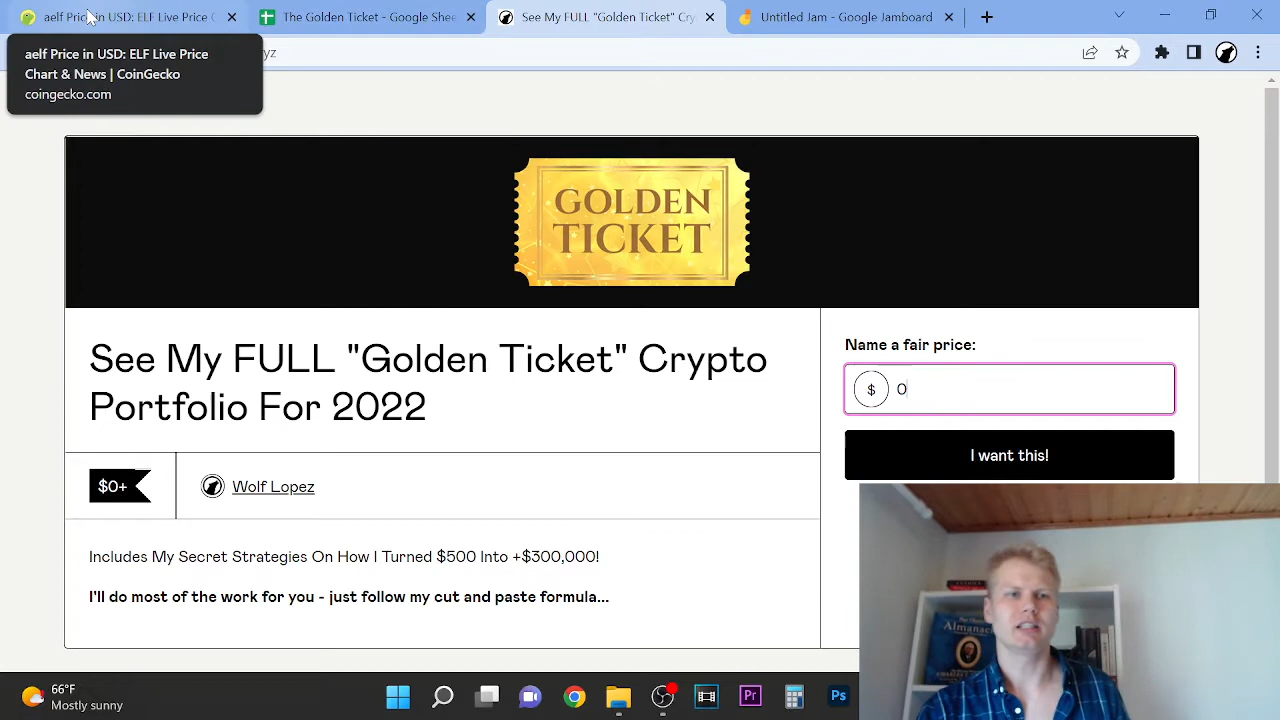 aelf Price in USD: ELF Live Price C
The Golden Ticket - Google Shee
See My FULL "Golden Ticket" Cry
Untitled Jam - Google Jamboard
aelf Price in USD: ELF Live Price
Chart & News | CoinGecko
coingecko.com
yz
GOLDEN
TICKET
See My FULL "Golden Ticket" Crypto
Portfolio For 2022
Name a fair price:
$ 0
I want this!
$0+
Wolf Lopez
Includes My Secret Strategies On How I Turned $500 Into +$300,000!
I'll do most of the work for you - just follow my cut and paste formula...
Almanack
66°F
Mostly sunny
Pr
Ps